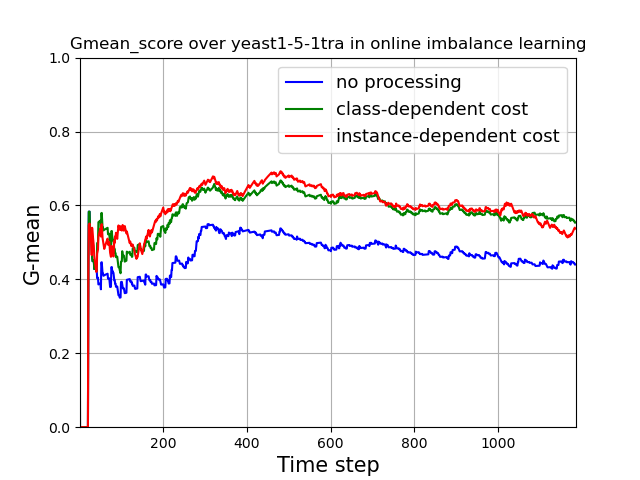 Gmean_score over yeast1-5-1tra in online imbalance learning
1.0
0.8
0.6
0.4
0.2
0.0
G-mean
no processing
class-dependent cost
instance-dependent cost
200 400 600 800 1000
Time step